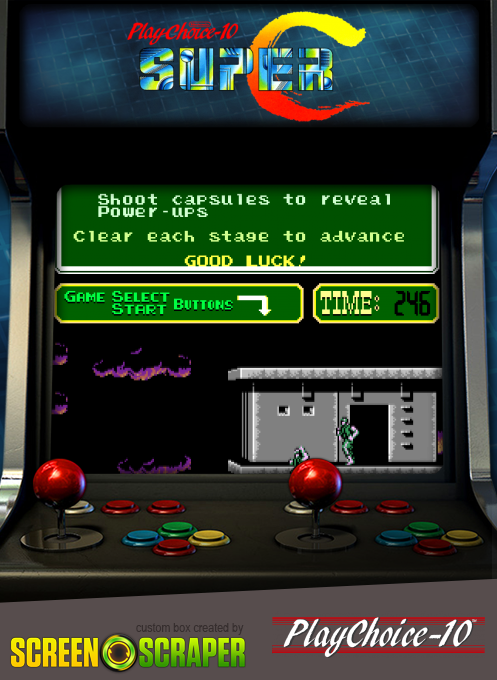 PlayChoice-10
SUPER C
Shoot capsules to reveal
Power-ups
Clear each stage to advance
GOOD LUCK!
GAME SELECT
START BUTTONS
TIME: 246
custom box created by
SCREEN SCRAPER
PlayChoice-10™